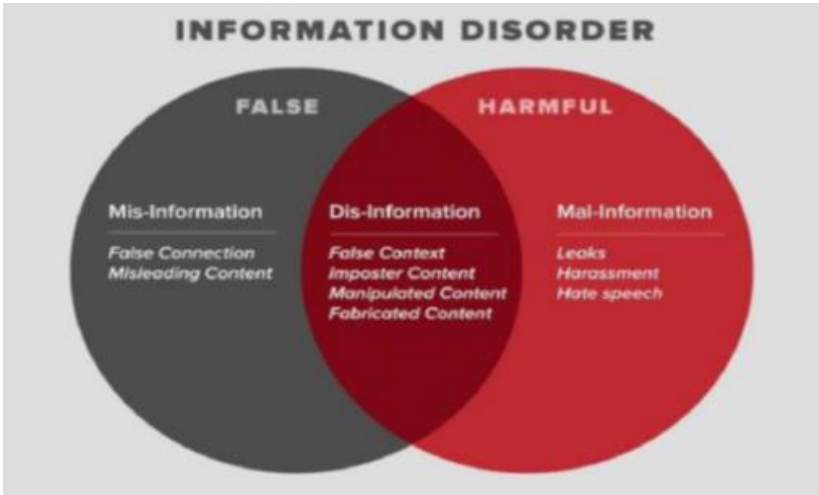 INFORMATION DISORDER
FALSE
HARMFUL
Mis-Information
False Connection
Misleading Content
Dis-Information
False Context
Imposter Content
Manipulated Content
Fabricated Content
Mal-Information
Leaks
Harassment
Hate speech